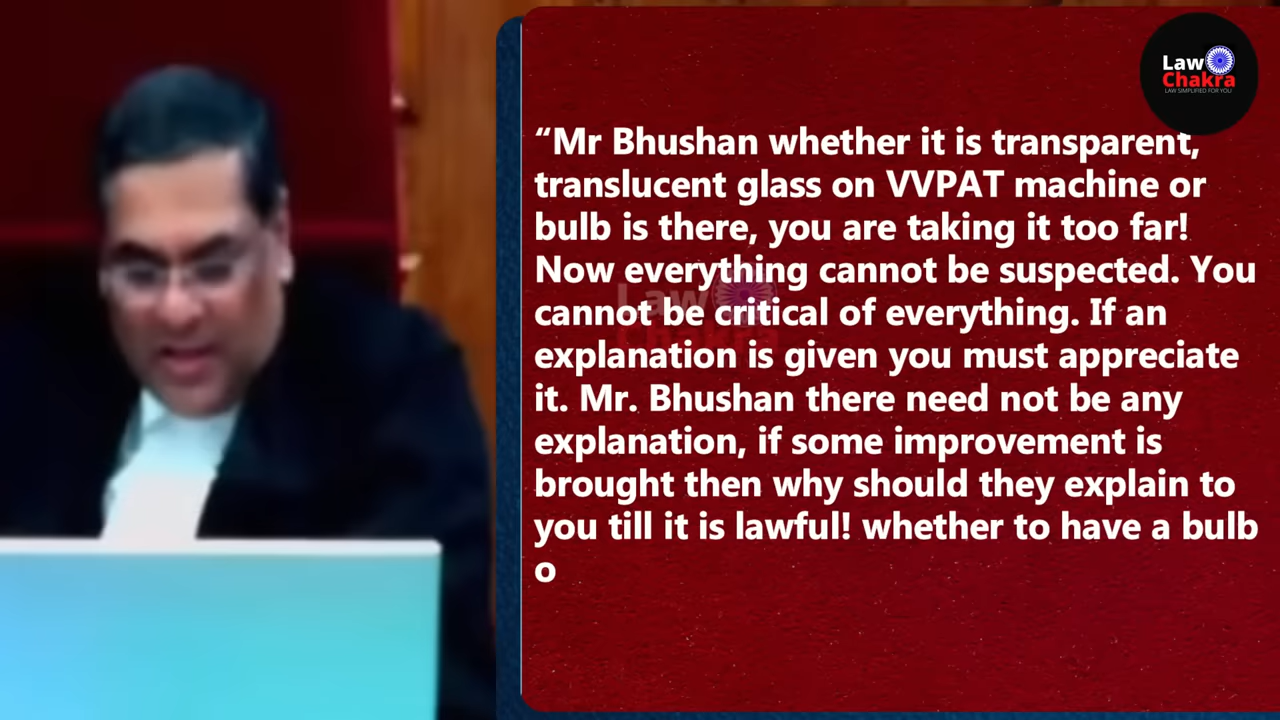 Law
Chakra
LAW SIMPLIFIED FOR YOU
“Mr Bhushan whether it is transparent,
translucent glass on VVPAT machine or
bulb is there, you are taking it too far!
Now everything cannot be suspected. You
cannot be critical of everything. If an
explanation is given you must appreciate
it. Mr. Bhushan there need not be any
explanation, if some improvement is
brought then why should they explain to
you till it is lawful! whether to have a bulb
o
Law
Chakra